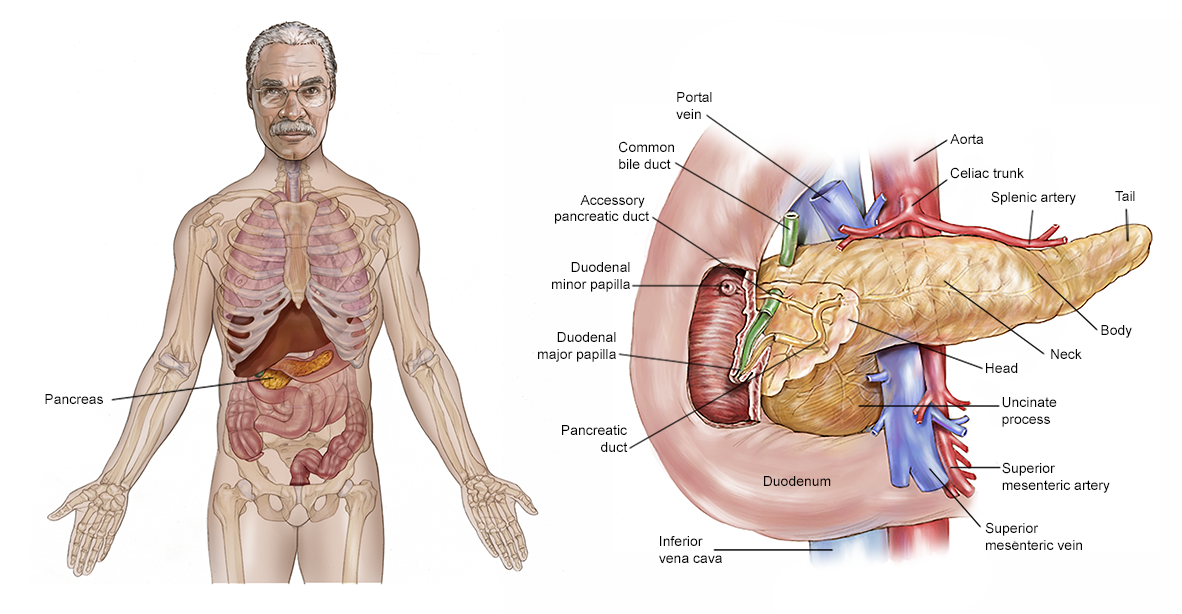 Pancreas
Portal
vein
Common
bile duct
Accessory
pancreatic duct
Duodenal
minor papilla
Duodenal
major papilla
Pancreatic
duct
Inferior
vena cava
Duodenum
Aorta
Celiac trunk
Splenic artery
Tail
Body
Neck
Head
Uncinate
process
Superior
mesenteric artery
Superior
mesenteric vein